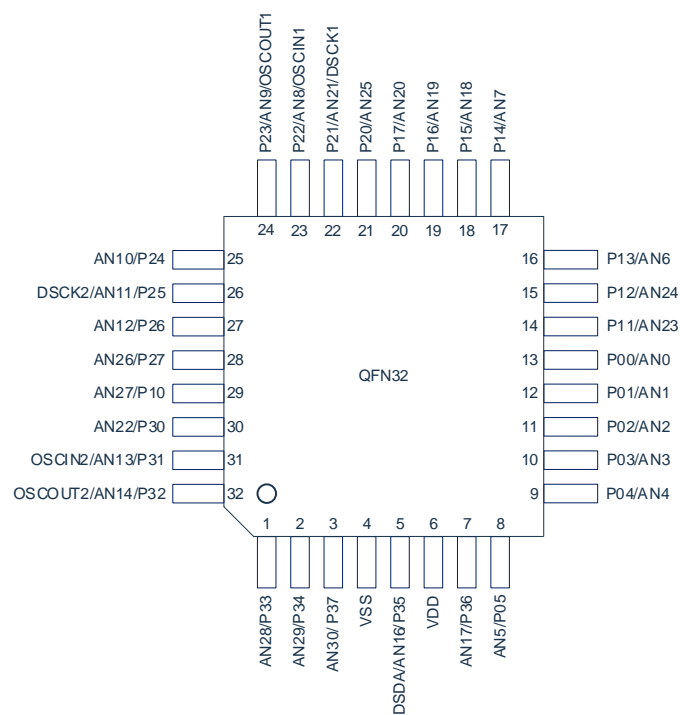 P23/AN9/OSCOUT1
P22/AN8/OSCIN1
P21/AN21/DSCK1
P20/AN25
P17/AN20
P16/AN19
P15/AN18
P14/AN7
24
23
22
21
20
19
18
17
AN10/P24
25
DSCK2/AN11/P25
26
AN12/P26
27
AN26/P27
28
AN27/P10
29
AN22/P30
30
OSCIN2/AN13/P31
31
OSCOUT2/AN14/P32
32
QFN32
16
P13/AN6
15
P12/AN24
14
P11/AN23
13
P00/AN0
12
P01/AN1
11
P02/AN2
10
P03/AN3
9
P04/AN4
1
2
3
4
5
6
7
8
AN28/P33
AN29/P34
AN30/ P37
VSS
DSDA/AN16/P35
VDD
AN17/P36
AN5/P05